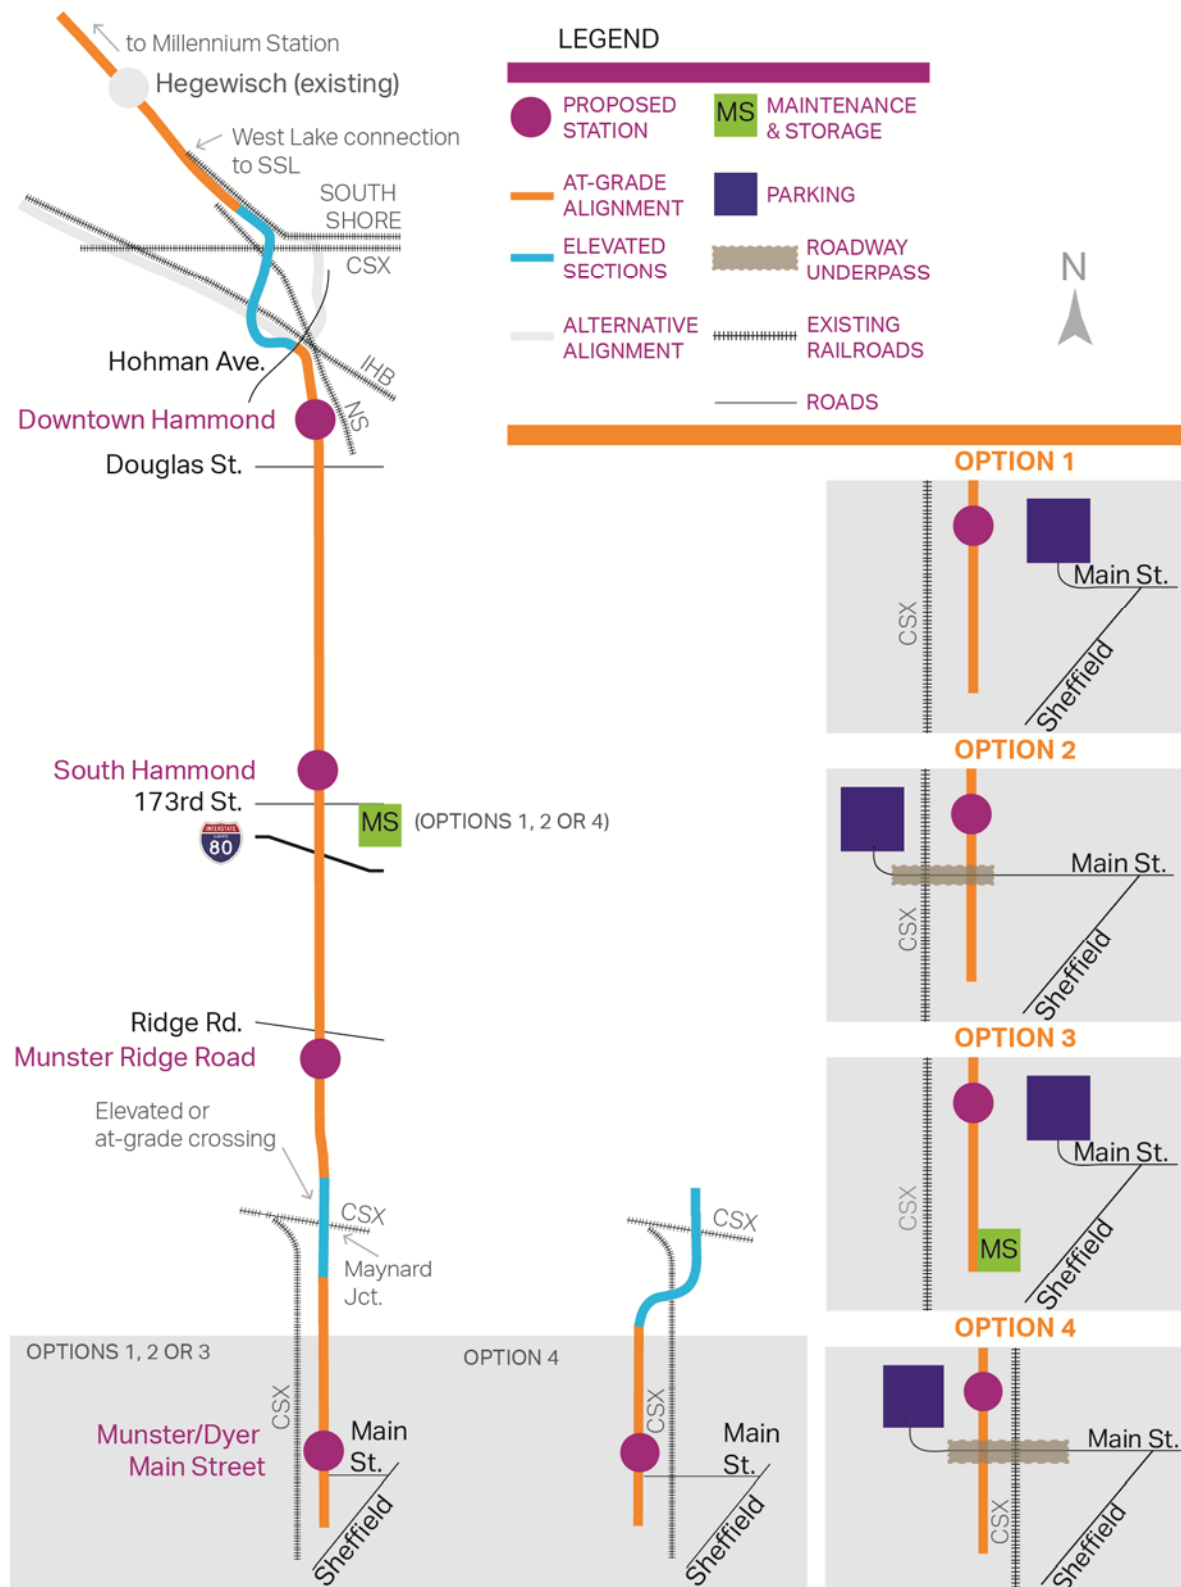 to Millennium Station
Hegewisch (existing)
West Lake connection
to SSL
SOUTH
SHORE
CSX
Hohman Ave.
IHB
NS
Downtown Hammond
Douglas St.
South Hammond
173rd St.
INTERSTATE
80
MS
(OPTIONS 1, 2 OR 4)
Ridge Rd.
Munster Ridge Road
Elevated or
at-grade crossing
CSX
Maynard
Jct.
CSX
OPTIONS 1, 2 OR 3
CSX
Munster/Dyer
Main Street
Main
St.
Sheffield
OPTION 4
CSX
Main
St.
Sheffield
LEGEND
PROPOSED
STATION
AT-GRADE
ALIGNMENT
ELEVATED
SECTIONS
ALTERNATIVE
ALIGNMENT
MS
MAINTENANCE
& STORAGE
PARKING
ROADWAY
UNDERPASS
EXISTING
RAILROADS
ROADS
N
OPTION 1
CSX
Main St.
Sheffield
OPTION 2
CSX
Main St.
Sheffield
OPTION 3
CSX
Main St.
MS
Sheffield
OPTION 4
CSX
Main St.
Sheffield